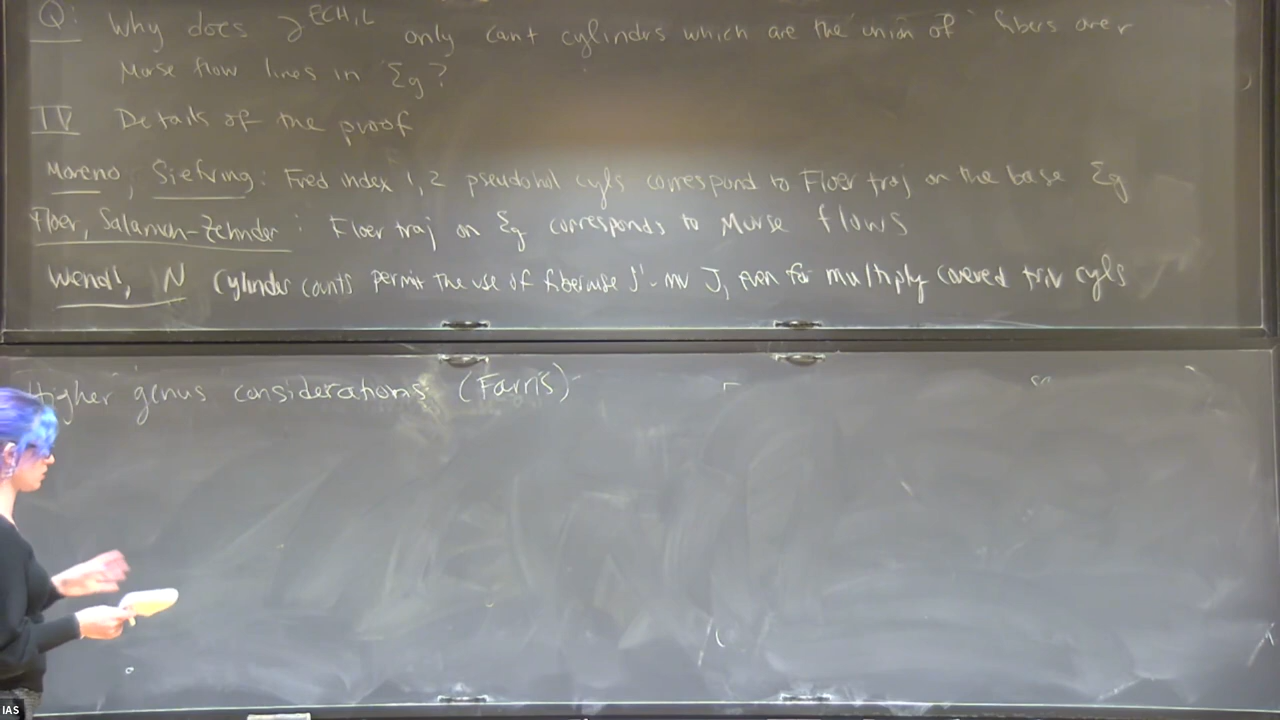 Q: Why does ∂^{ECH,L} only count cylinders which are the union of fibers over
Morse flow lines in Σg?
IV Details of the proof
Moreno, Siefring: Fred index 1,2 pseudohol cyls correspond to Floer traj on the base Σg
Floer, Salamon-Zehnder: Floer traj on Σg corresponds to Morse flows
Wendl, N Cylinder counts permit the use of fiberwise S¹-inv J, even for multiply covered triv cyls
Higher genus considerations (Farris)
IAS